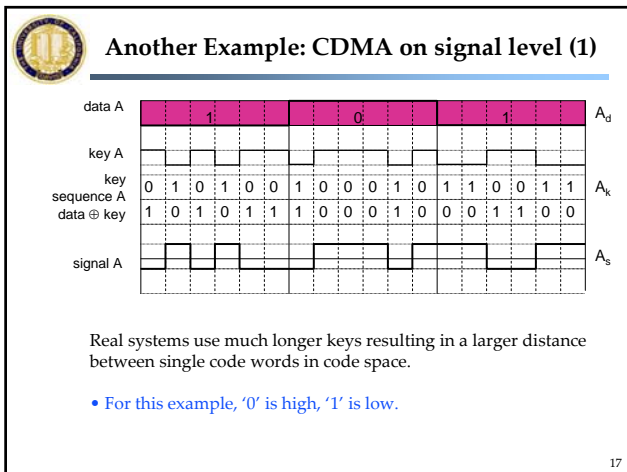 Another Example: CDMA on signal level (1)
data A 1 0 1 Ad
key A
key sequence A 0 1 0 1 0 0 1 0 0 0 1 0 1 1 0 0 1 1 Ak
data ⊕ key 1 0 1 0 1 1 1 0 0 0 1 0 0 0 1 1 0 0
signal A As
Real systems use much longer keys resulting in a larger distance
between single code words in code space.
• For this example, ‘0’ is high, ‘1’ is low.
17